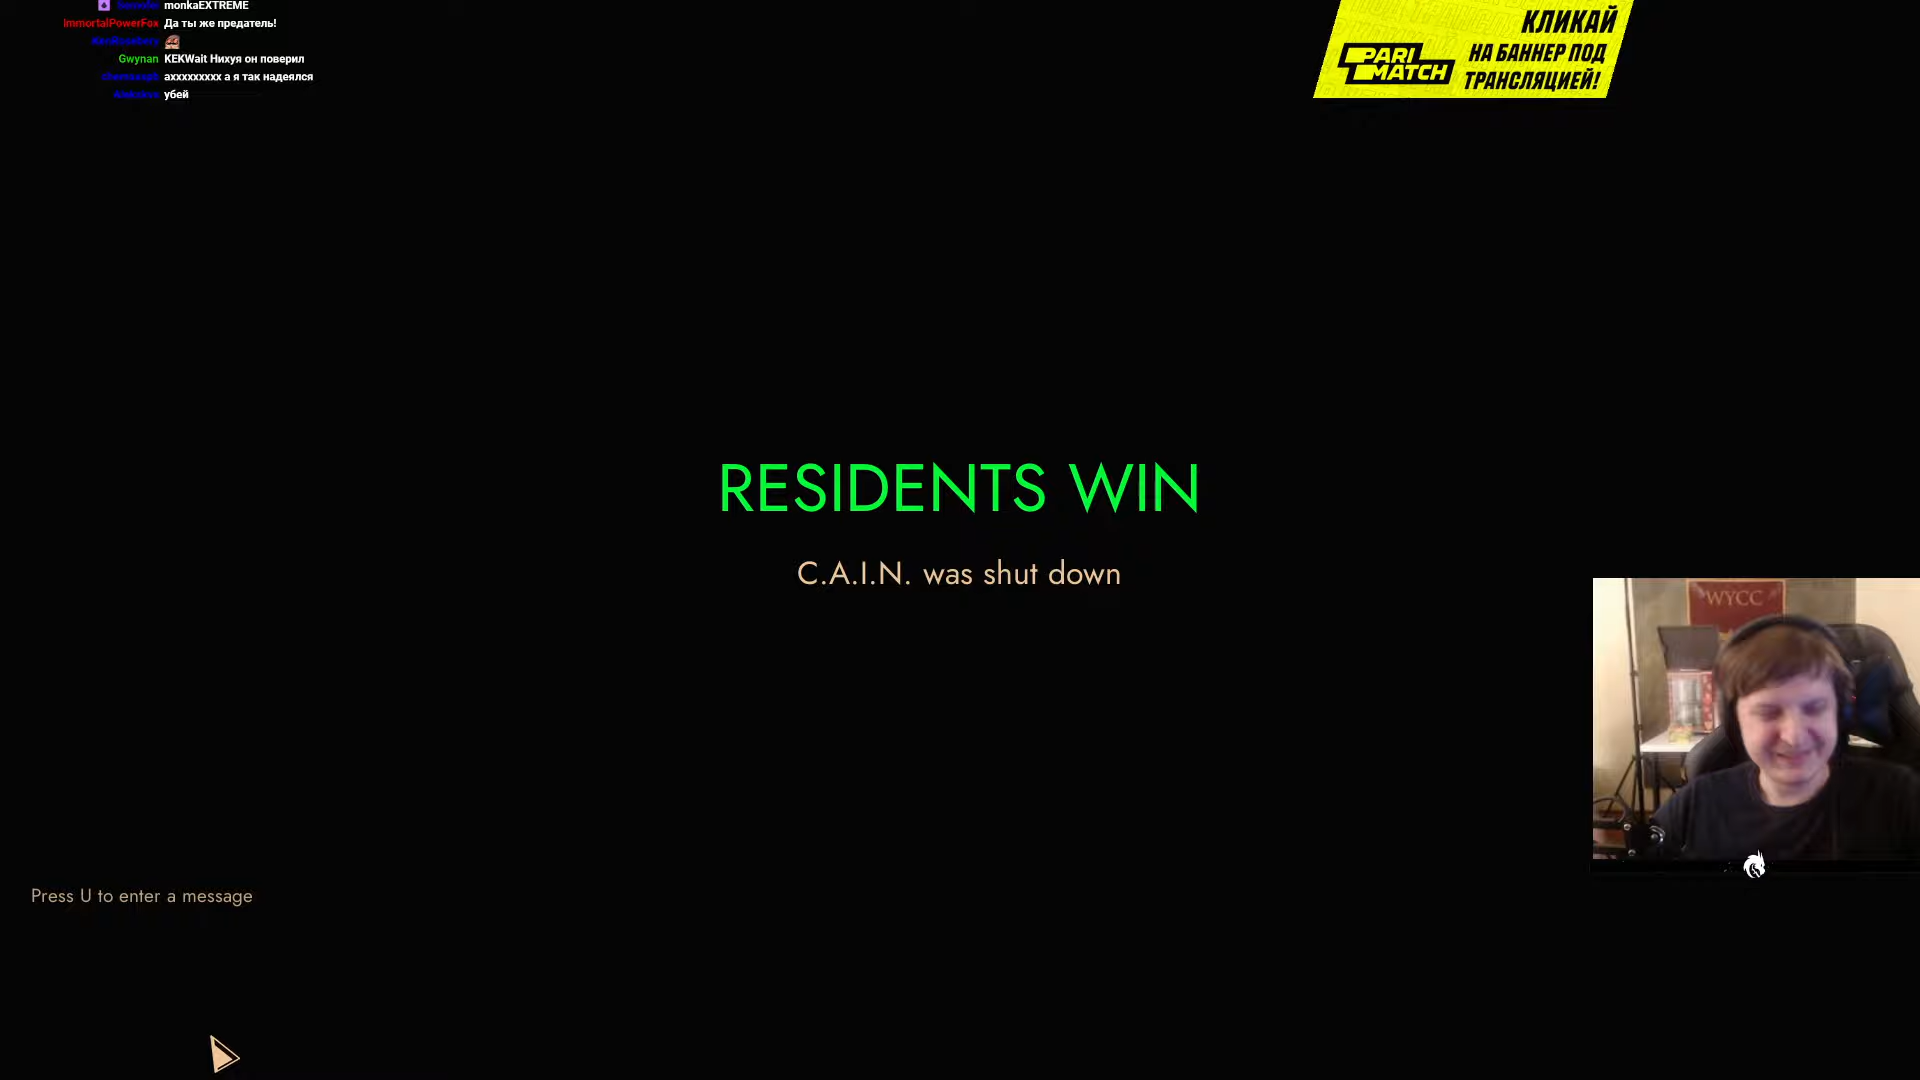 monkaEXTREME
ImmortalPowerFox Да ты же предатель!
Gwynan KEKWait Нихуя он поверил
ахххххххх а я так надеялся
убей
КЛИКАЙ
PARI MATCH
НА БАННЕР ПОД
ТРАНСЛЯЦИЕЙ!
RESIDENTS WIN
C.A.I.N. was shut down
WYCC
Press U to enter a message